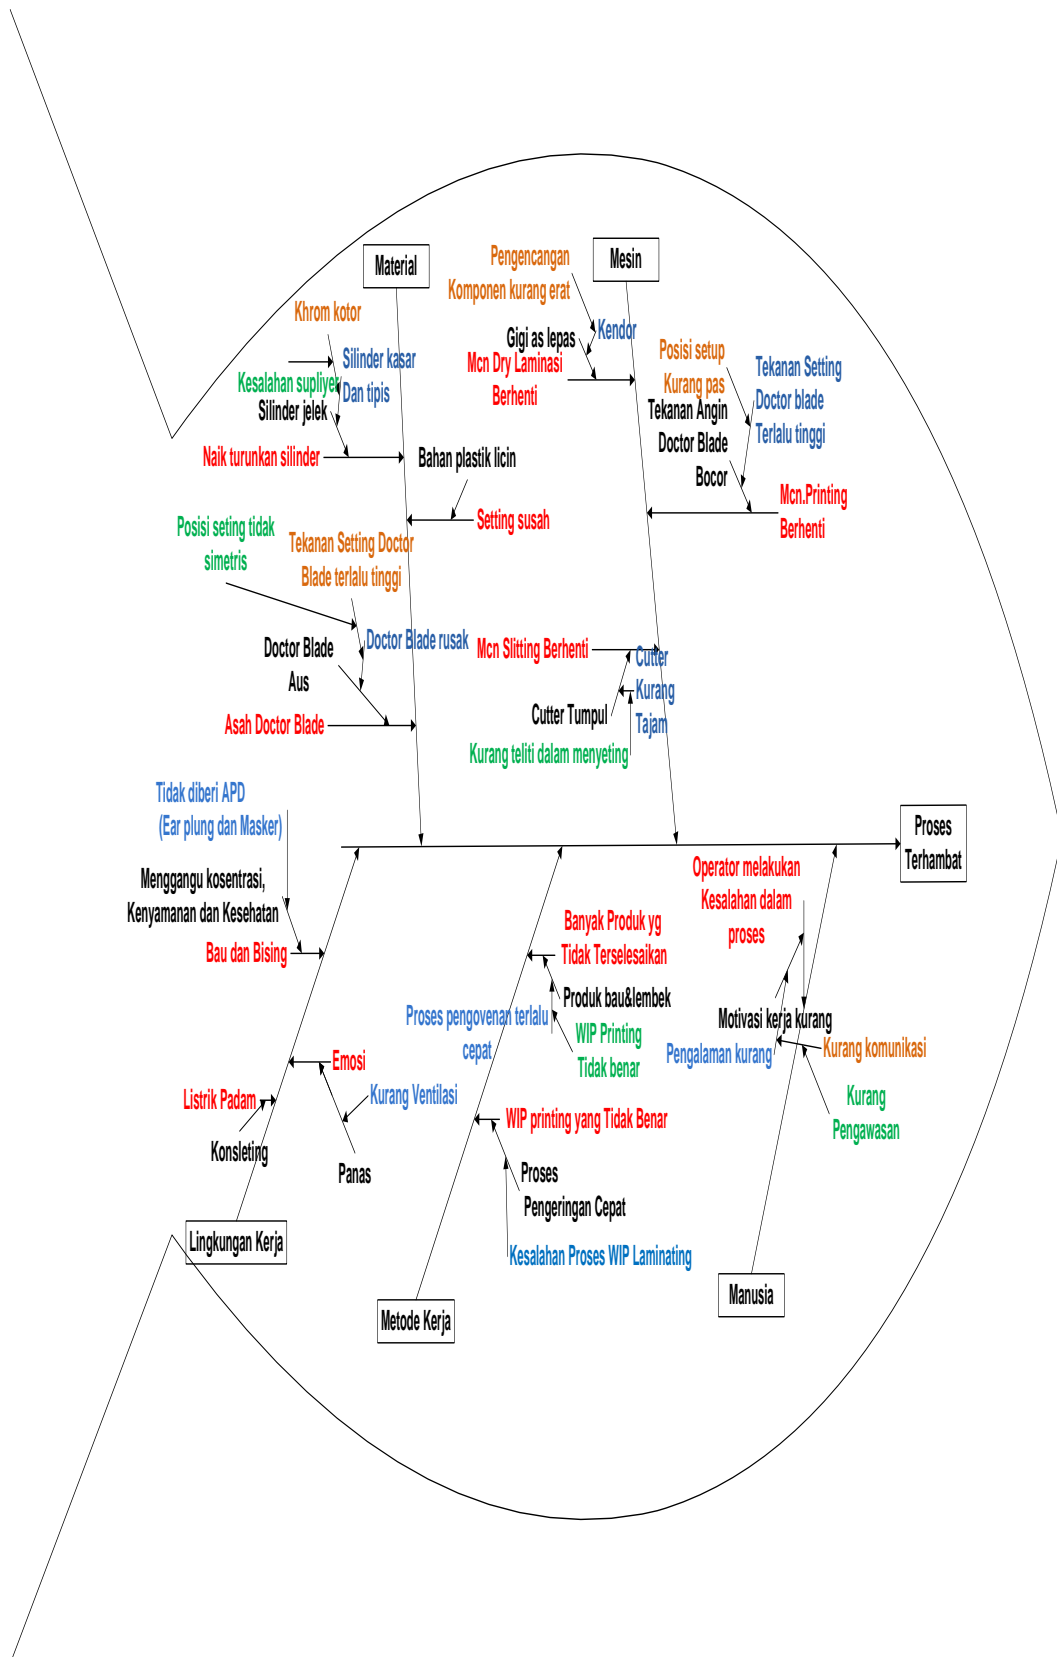 Material
Mesin
Pengencangan
Komponen kurang erat
Khrom kotor
Kendor
Gigi as lepas
Silinder kasar
Dan tipis
Kesalahan supliyer
Silinder jelek
Mcn Dry Laminasi
Berhenti
Posisi setup
Kurang pas
Tekanan Setting
Doctor blade
Terlalu tinggi
Tekanan Angin
Doctor Blade
Bocor
Naik turunkan silinder
Bahan plastik licin
Mcn.Printing
Berhenti
Setting susah
Posisi seting tidak
simetris
Tekanan Setting Doctor
Blade terlalu tinggi
Doctor Blade rusak
Doctor Blade
Aus
Mcn Slitting Berhenti
Cutter
Kurang
Tajam
Cutter Tumpul
Asah Doctor Blade
Kurang teliti dalam menyeting
Tidak diberi APD
(Ear plung dan Masker)
Proses
Terhambat
Menggangu kosentrasi,
Kenyamanan dan Kesehatan
Bau dan Bising
Operator melakukan
Kesalahan dalam
proses
Banyak Produk yg
Tidak Terselesaikan
Produk bau&lembek
Proses pengovenan terlalu
cepat
WIP Printing
Tidak benar
Motivasi kerja kurang
Pengalaman kurang
Kurang komunikasi
Emosi
Kurang Ventilasi
Listrik Padam
Konsleting
Panas
Kurang
Pengawasan
WIP printing yang Tidak Benar
Proses
Pengeringan Cepat
Kesalahan Proses WIP Laminating
Lingkungan Kerja
Metode Kerja
Manusia